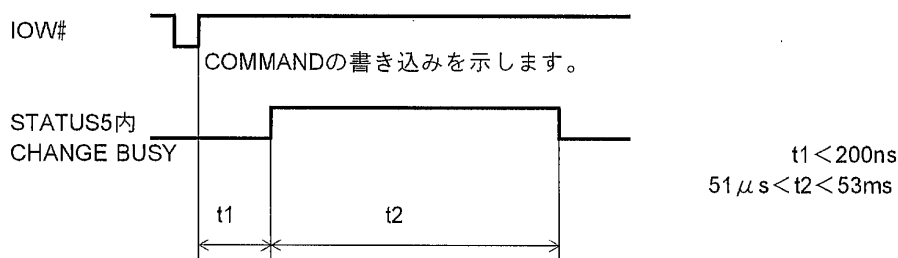 IOW#
COMMANDの書き込みを示します。
STATUS5内
CHANGE BUSY
t1<200ns
51μs<t2<53ms
t1
t2